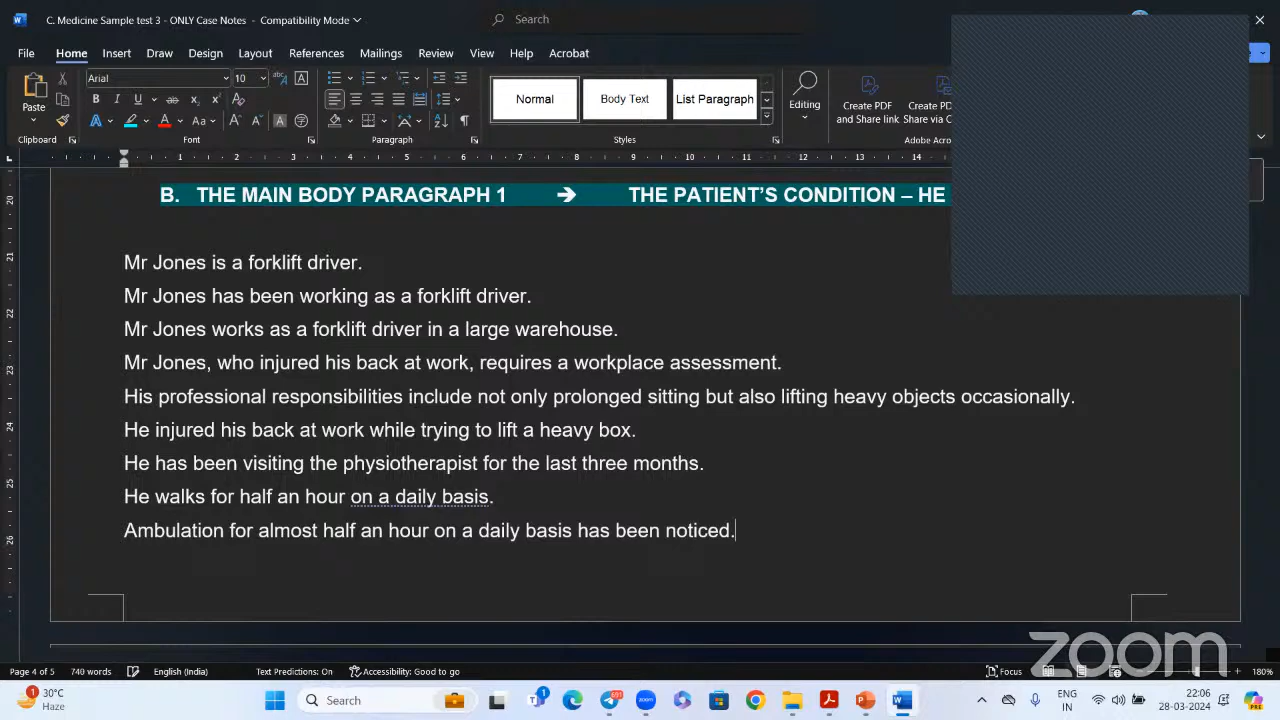 C. Medicine Sample test 3 - ONLY Case Notes - Compatibility Mode
Search
File Home Insert Draw Design Layout References Mailings Review View Help Acrobat
Paste
Arial 10
Normal Body Text List Paragraph
Editing
Create PDF and Share link
Create PD
Share via C
Clipboard Font Paragraph Styles Adobe Acro
B. THE MAIN BODY PARAGRAPH 1 ➔ THE PATIENT'S CONDITION – HE
Mr Jones is a forklift driver.
Mr Jones has been working as a forklift driver.
Mr Jones works as a forklift driver in a large warehouse.
Mr Jones, who injured his back at work, requires a workplace assessment.
His professional responsibilities include not only prolonged sitting but also lifting heavy objects occasionally.
He injured his back at work while trying to lift a heavy box.
He has been visiting the physiotherapist for the last three months.
He walks for half an hour on a daily basis.
Ambulation for almost half an hour on a daily basis has been noticed.
zoom
Page 4 of 5 740 words English (India) Text Predictions: On Accessibility: Good to go Focus 180%
30°C
Haze
Search
ENG
IN
22:06
28-03-2024